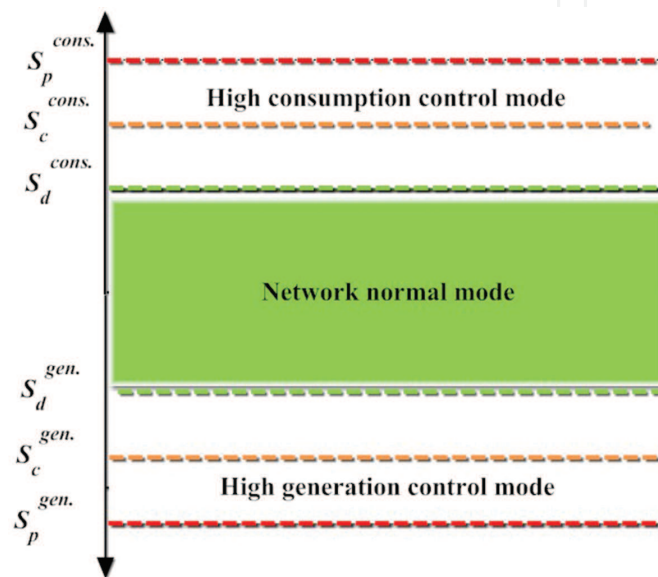 S_p^cons.
High consumption control mode
S_c^cons.
S_d^cons.
Network normal mode
S_d^gen.
S_c^gen.
High generation control mode
S_p^gen.